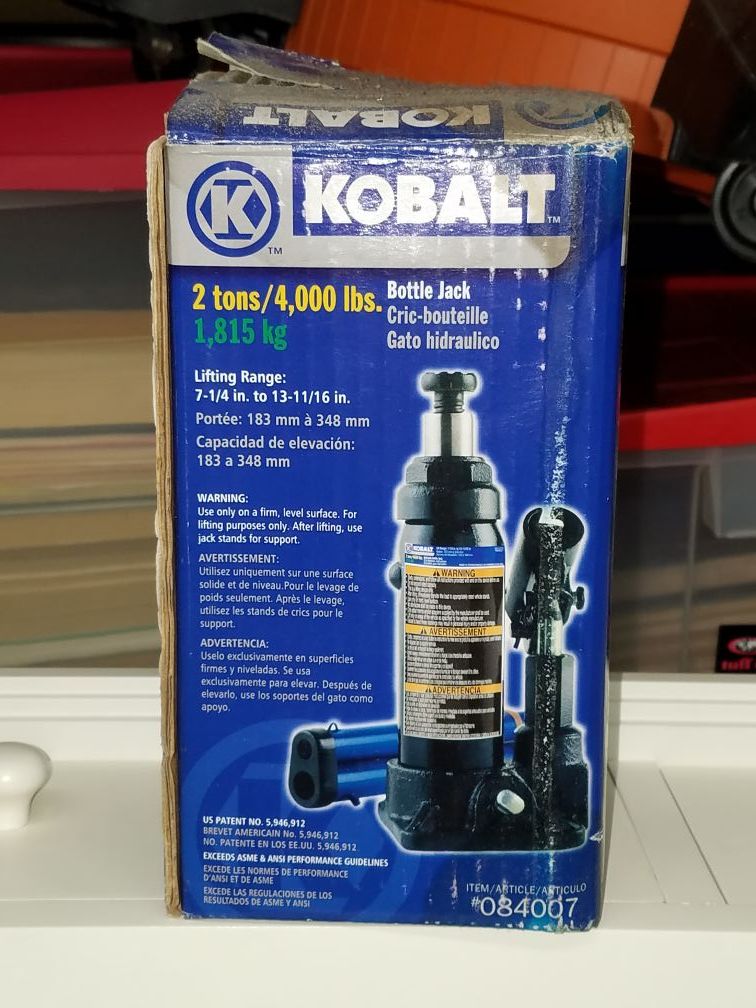 KOBALT
K
KOBALT
TM
TM
2 tons/4,000 lbs.
1,815 kg
Bottle Jack
Cric-bouteille
Gato hidraulico
Lifting Range:
7-1/4 in. to 13-11/16 in.
Portée: 183 mm à 348 mm
Capacidad de elevación:
183 a 348 mm
WARNING:
Use only on a firm, level surface. For
lifting purposes only. After lifting, use
jack stands for support.
AVERTISSEMENT:
Utilisez uniquement sur une surface
solide et de niveau.Pour le levage de
poids seulement. Après le levage,
utilisez les stands de crics pour le
support.
ADVERTENCIA:
Uselo exclusivamente en superficies
firmes y niveladas. Se usa
exclusivamente para elevar. Después de
elevarlo, use los soportes del gato como
apoyo.
KOBALT
WARNING
AVERTISSEMENT
ADVERTENCIA
US PATENT NO. 5,946,912
BREVET AMERICAIN No. 5,946,912
NO. PATENTE EN LOS EE.UU. 5,946,912
EXCEEDS ASME & ANSI PERFORMANCE GUIDELINES
EXCEDE LES NORMES DE PERFORMANCE
D'ANSI ET DE ASME
EXCEDE LAS REGULACIONES DE LOS
RESULTADOS DE ASME Y ANSI
ITEM/ARTICLE/ARTICULO
#084007